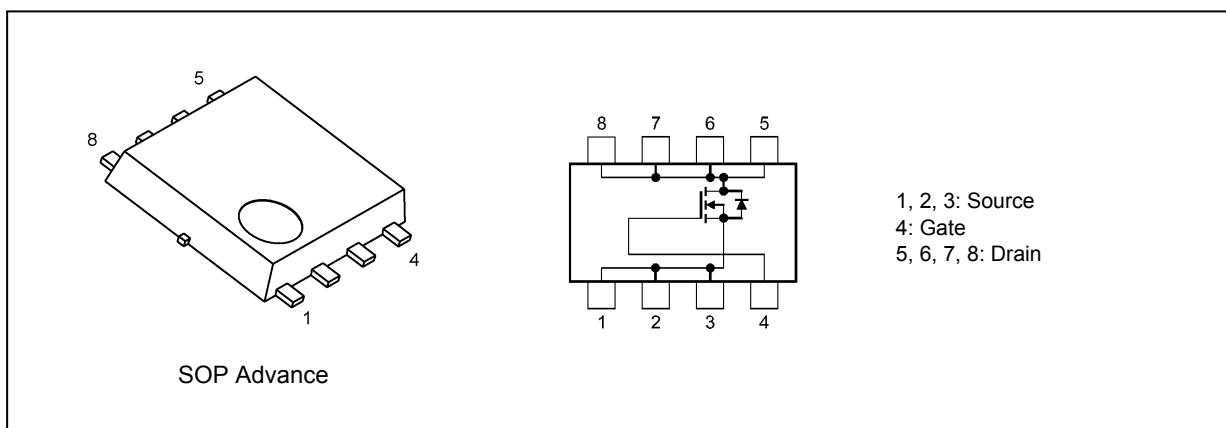 5
8
4
1
SOP Advance
8 7 6 5
1 2 3 4
1, 2, 3: Source
4: Gate
5, 6, 7, 8: Drain